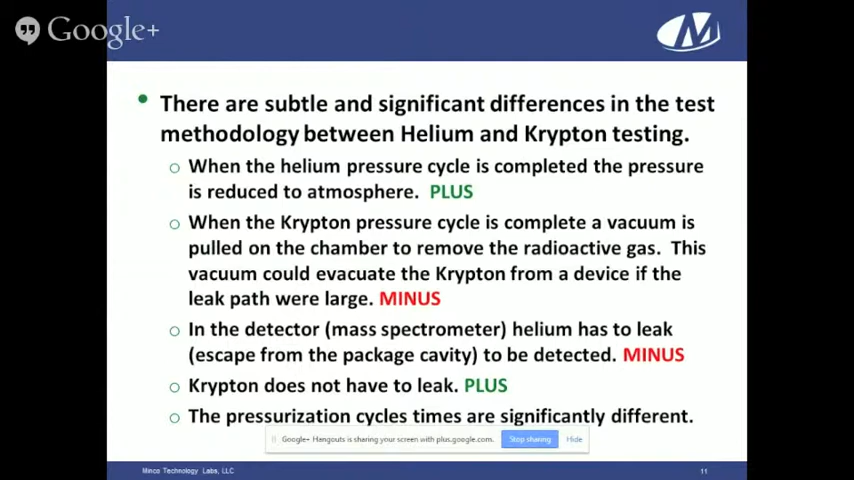 Google+
There are subtle and significant differences in the test
methodology between Helium and Krypton testing.
When the helium pressure cycle is completed the pressure
is reduced to atmosphere. PLUS
When the Krypton pressure cycle is complete a vacuum is
pulled on the chamber to remove the radioactive gas. This
vacuum could evacuate the Krypton from a device if the
leak path were large. MINUS
In the detector (mass spectrometer) helium has to leak
(escape from the package cavity) to be detected. MINUS
Krypton does not have to leak. PLUS
The pressurization cycles times are significantly different.
Google+ Hangouts is sharing your screen with plus.google.com. Stop sharing Hide
Minco Technology Labs, LLC 11